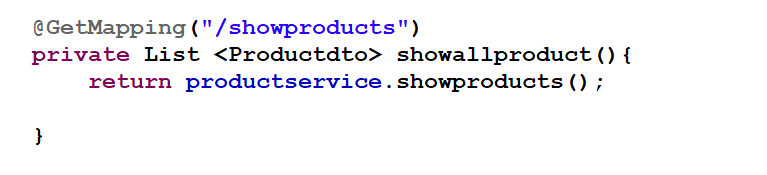 @GetMapping("/showproducts")
private List <Productdto> showallproduct(){
return productservice.showproducts();
}